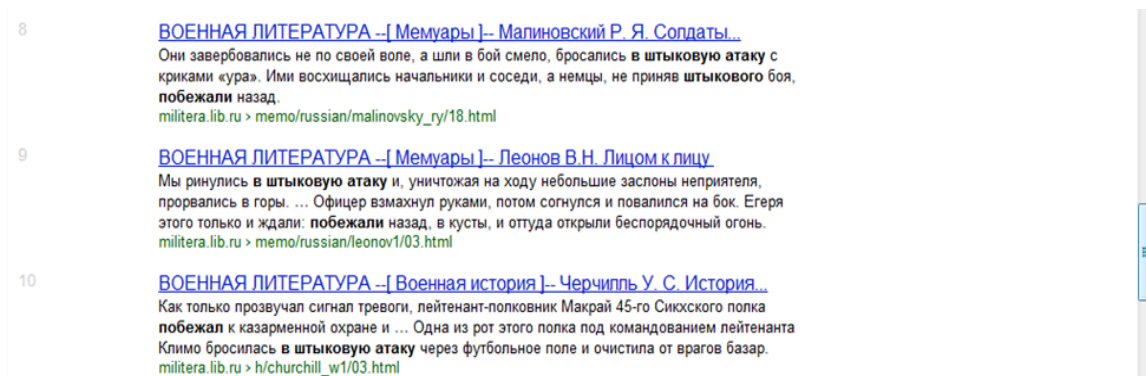 8
ВОЕННАЯ ЛИТЕРАТУРА --[ Мемуары ]-- Малиновский Р. Я. Солдаты...
Они завербовались не по своей воле, а шли в бой смело, бросались в штыковую атаку с
криками «ура». Ими восхищались начальники и соседи, а немцы, не приняв штыкового боя,
побежали назад.
militera.lib.ru › memo/russian/malinovsky_ry/18.html
9
ВОЕННАЯ ЛИТЕРАТУРА --[ Мемуары ]-- Леонов В.Н. Лицом к лицу
Мы ринулись в штыковую атаку и, уничтожая на ходу небольшие заслоны неприятеля,
прорвались в горы. ... Офицер взмахнул руками, потом согнулся и повалился на бок. Егеря
этого только и ждали: побежали назад, в кусты, и оттуда открыли беспорядочный огонь.
militera.lib.ru › memo/russian/leonov1/03.html
10
ВОЕННАЯ ЛИТЕРАТУРА --[ Военная история ]-- Черчилль У. С. История...
Как только прозвучал сигнал тревоги, лейтенант-полковник Макрай 45-го Сикхского полка
побежал к казарменной охране и ... Одна из рот этого полка под командованием лейтенанта
Климо бросилась в штыковую атаку через футбольное поле и очистила от врагов базар.
militera.lib.ru › h/churchill_w1/03.html